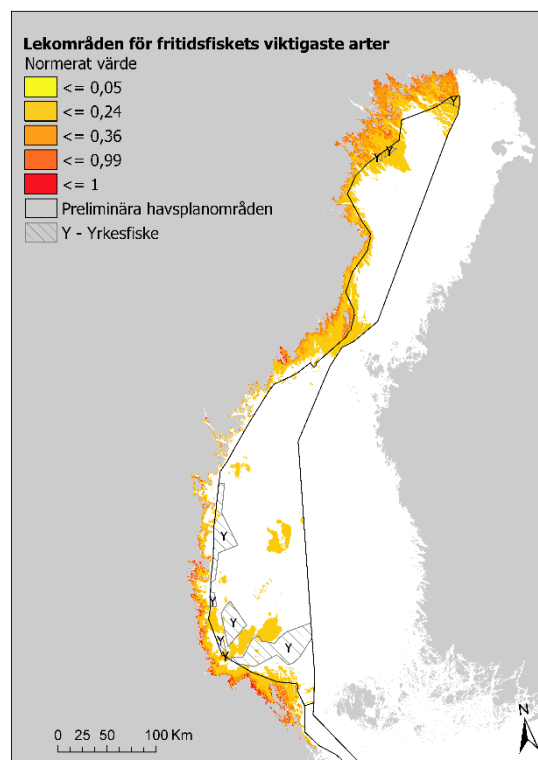 Lekområden för fritidsfiskets viktigaste arter
Normerat värde
<= 0,05
<= 0,24
<= 0,36
<= 0,99
<= 1
Preliminära havsplanområden
Y - Yrkesfiske
Y
Y
Y
Y
Y
Y
Y
Y
Y
N
0 25 50 100 Km